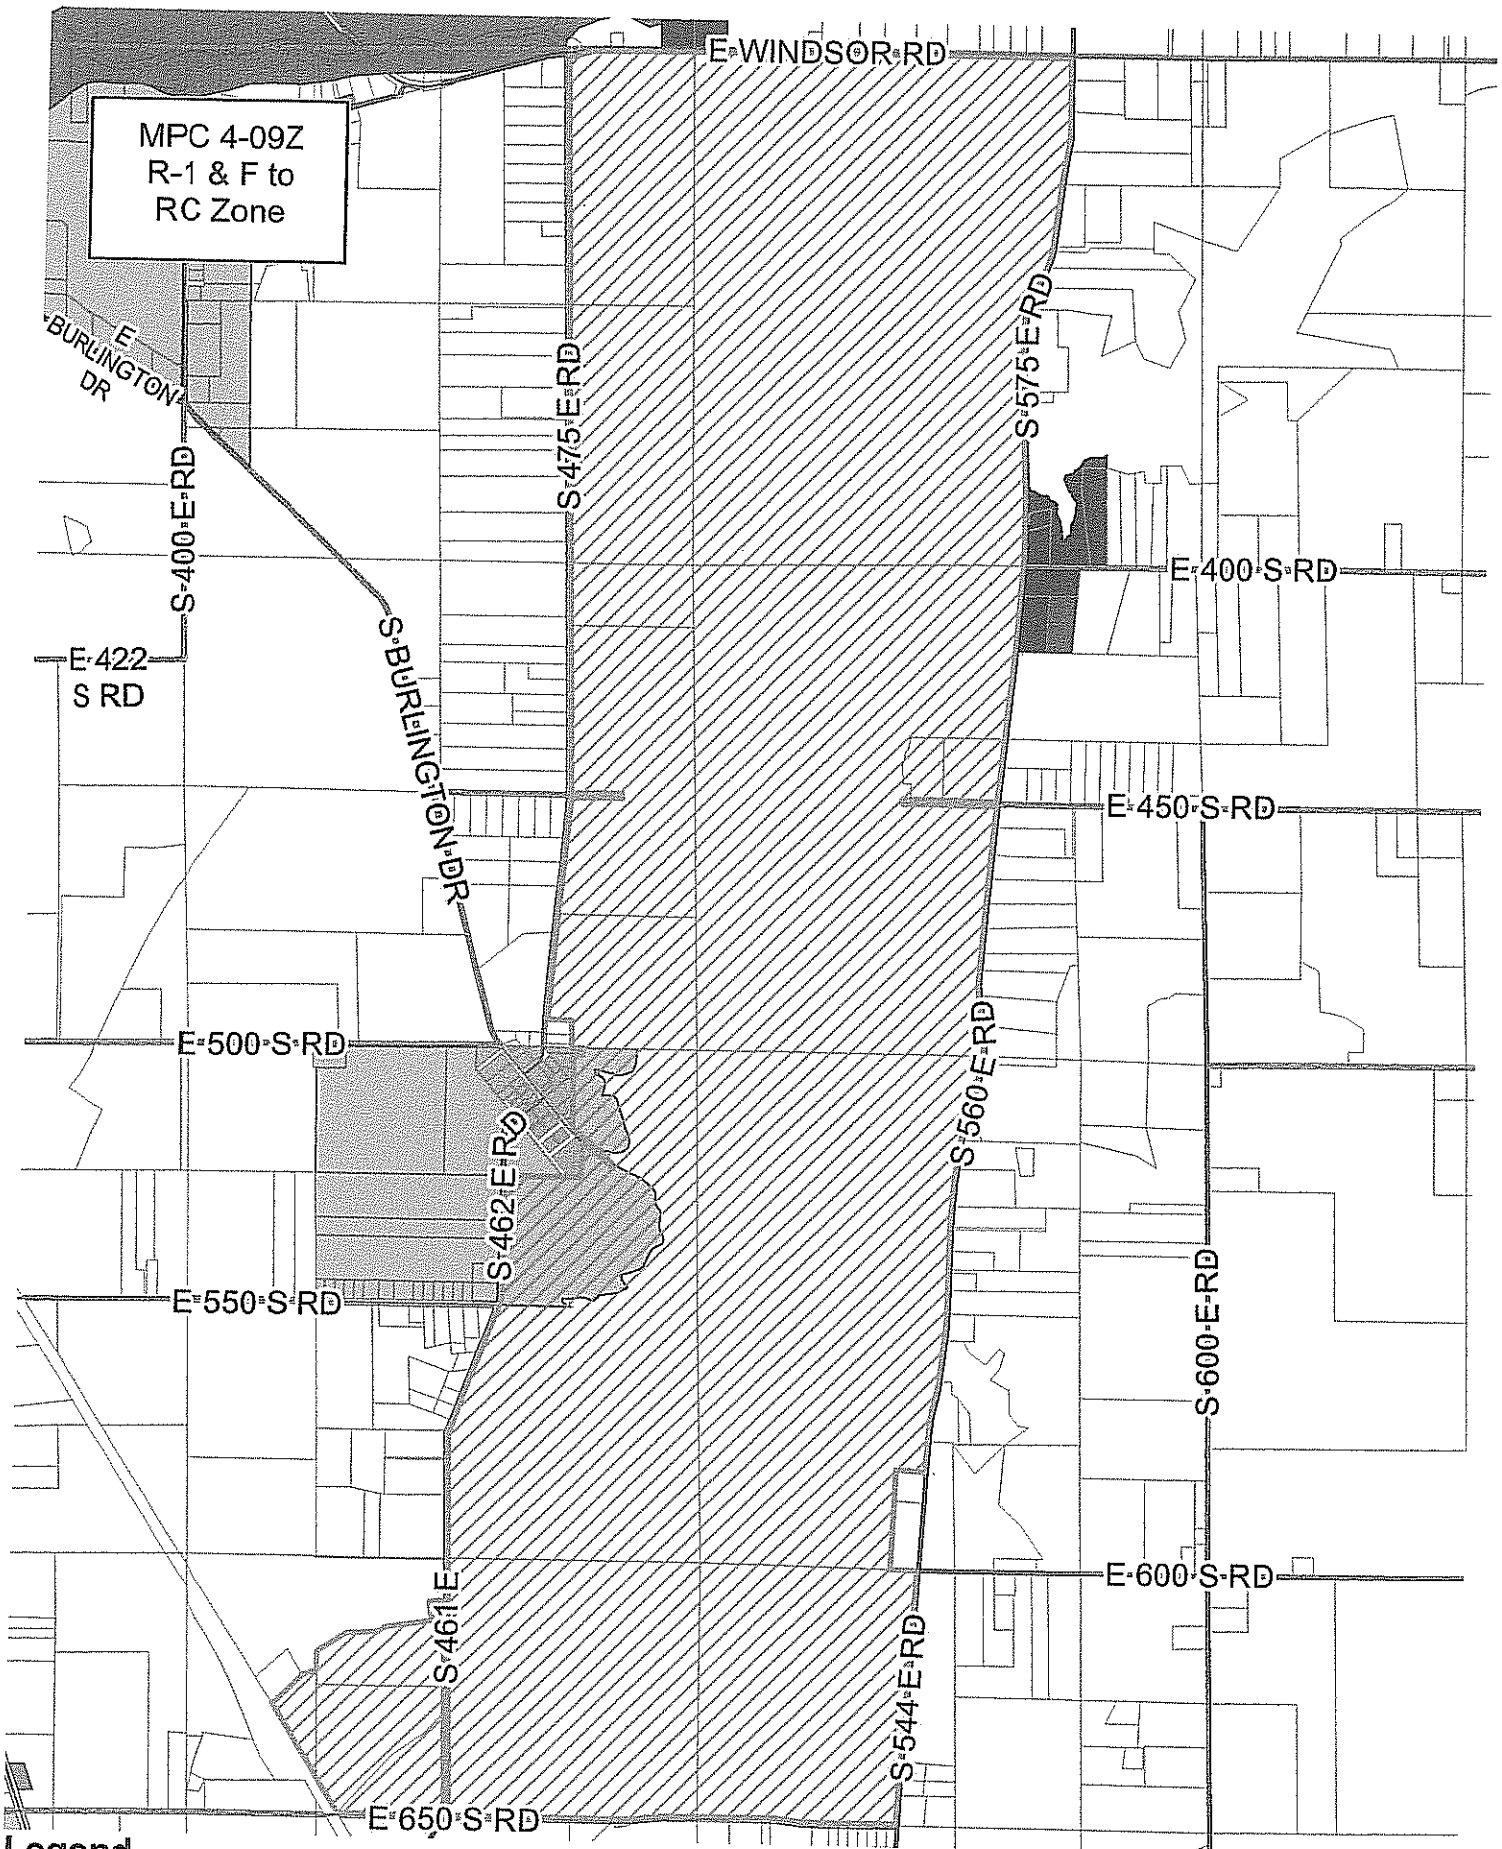 E WINDSOR RD
MPC 4-09Z
R-1 & F to
RC Zone
E
BURLINGTON
DR
S 475 E RD
S 575 E RD
S 400 E RD
E 400 S RD
E 422
S RD
S BURLINGTON DR
E 450 S RD
E 500 S RD
S 560 E RD
S 462 E RD
E 550 S RD
S 600 E RD
E 600 S RD
S 461 E
S 544 E RD
E 650 S RD
Legend